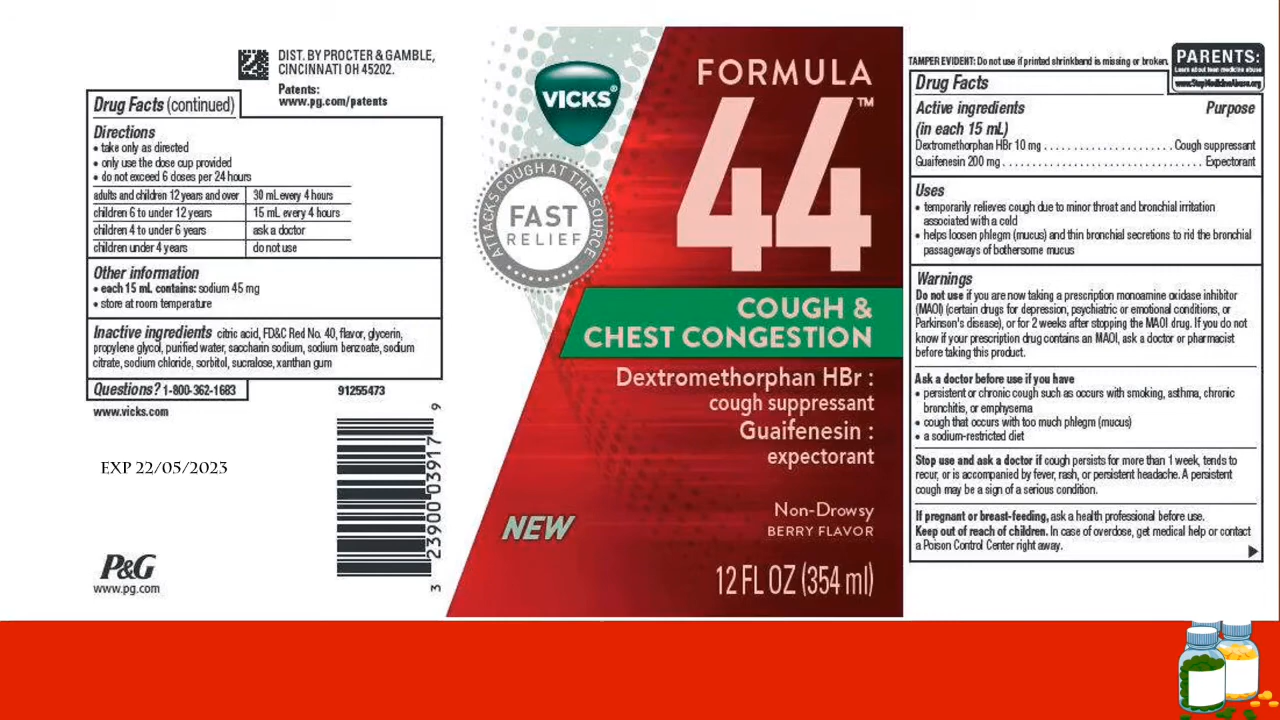 DIST. BY PROCTER & GAMBLE,
CINCINNATI OH 45202.
Patents:
www.pg.com/patents
Drug Facts (continued)
Directions
• take only as directed
• only use the dose cup provided
• do not exceed 6 doses per 24 hours
adults and children 12 years and over 30 mL every 4 hours
children 6 to under 12 years 15 mL every 4 hours
children 4 to under 6 years ask a doctor
children under 4 years do not use
Other information
• each 15 mL contains: sodium 45 mg
• store at room temperature
Inactive ingredients citric acid, FD&C Red No. 40, flavor, glycerin,
propylene glycol, purified water, saccharin sodium, sodium benzoate, sodium
citrate, sodium chloride, sorbitol, sucralose, xanthan gum
Questions? 1-800-362-1683
91255473
www.vicks.com
EXP 22/05/2023
P&G
www.pg.com
3 23900 03917 9
VICKS®
FORMULA
44™
ATTACKS COUGH AT THE SOURCE
FAST
RELIEF
COUGH &
CHEST CONGESTION
Dextromethorphan HBr :
cough suppressant
Guaifenesin :
expectorant
NEW
Non-Drowsy
BERRY FLAVOR
12 FL OZ (354 ml)
TAMPER EVIDENT: Do not use if printed shrinkband is missing or broken.
PARENTS:
Learn about teen medicine abuse
www.StopMedicineAbuse.org
Drug Facts
Active ingredients Purpose
(in each 15 mL)
Dextromethorphan HBr 10 mg . . . . . . . . . . . . . . . . . . . . . . Cough suppressant
Guaifenesin 200 mg . . . . . . . . . . . . . . . . . . . . . . . . . . . . . . . . Expectorant
Uses
• temporarily relieves cough due to minor throat and bronchial irritation
associated with a cold
• helps loosen phlegm (mucus) and thin bronchial secretions to rid the bronchial
passageways of bothersome mucus
Warnings
Do not use if you are now taking a prescription monoamine oxidase inhibitor
(MAOI) (certain drugs for depression, psychiatric or emotional conditions, or
Parkinson's disease), or for 2 weeks after stopping the MAOI drug. If you do not
know if your prescription drug contains an MAOI, ask a doctor or pharmacist
before taking this product.
Ask a doctor before use if you have
• persistent or chronic cough such as occurs with smoking, asthma, chronic
bronchitis, or emphysema
• cough that occurs with too much phlegm (mucus)
• a sodium-restricted diet
Stop use and ask a doctor if cough persists for more than 1 week, tends to
recur, or is accompanied by fever, rash, or persistent headache. A persistent
cough may be a sign of a serious condition.
If pregnant or breast-feeding, ask a health professional before use.
Keep out of reach of children. In case of overdose, get medical help or contact
a Poison Control Center right away.